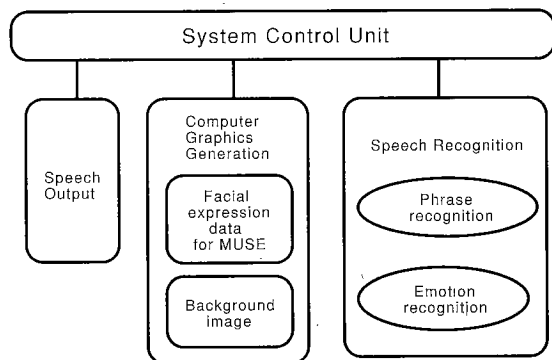 System Control Unit
Speech
Output
Computer
Graphics
Generation
Facial
expression
data
for MUSE
Background
image
Speech Recognition
Phrase
recognition
Emotion
recognition